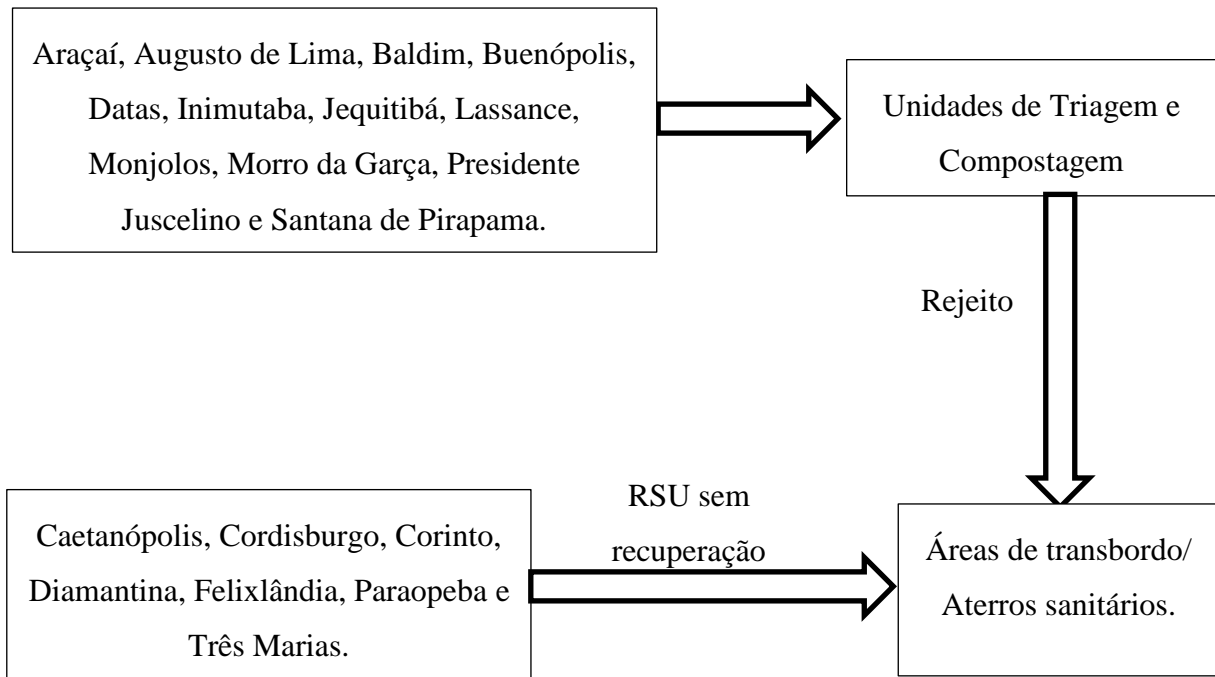 Araçaí, Augusto de Lima, Baldim, Buenópolis,
Datas, Inimutaba, Jequitibá, Lassance,
Monjolos, Morro da Garça, Presidente
Juscelino e Santana de Pirapama.
Unidades de Triagem e
Compostagem
Rejeito
Caetanópolis, Cordisburgo, Corinto,
Diamantina, Felixlândia, Paraopeba e
Três Marias.
RSU sem
recuperação
Áreas de transbordo/
Aterros sanitários.